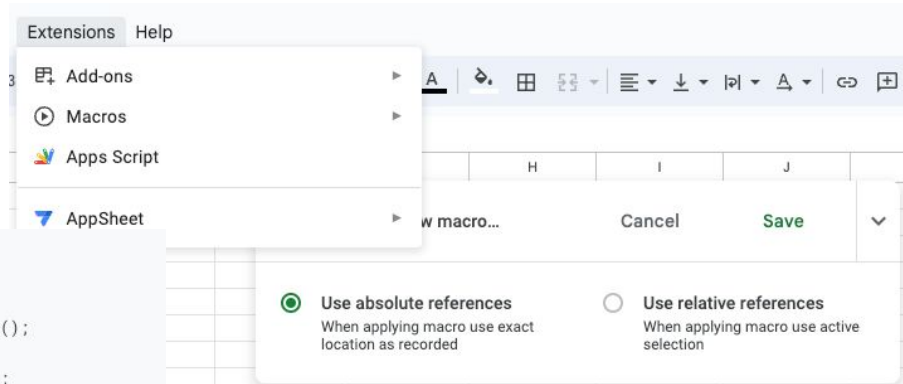 Extensions Help
Add-ons
Macros
Apps Script
AppSheet
3
A
A
H I J
w macro...
Cancel Save
Use absolute references
When applying macro use exact
location as recorded
Use relative references
When applying macro use active
selection
();
;